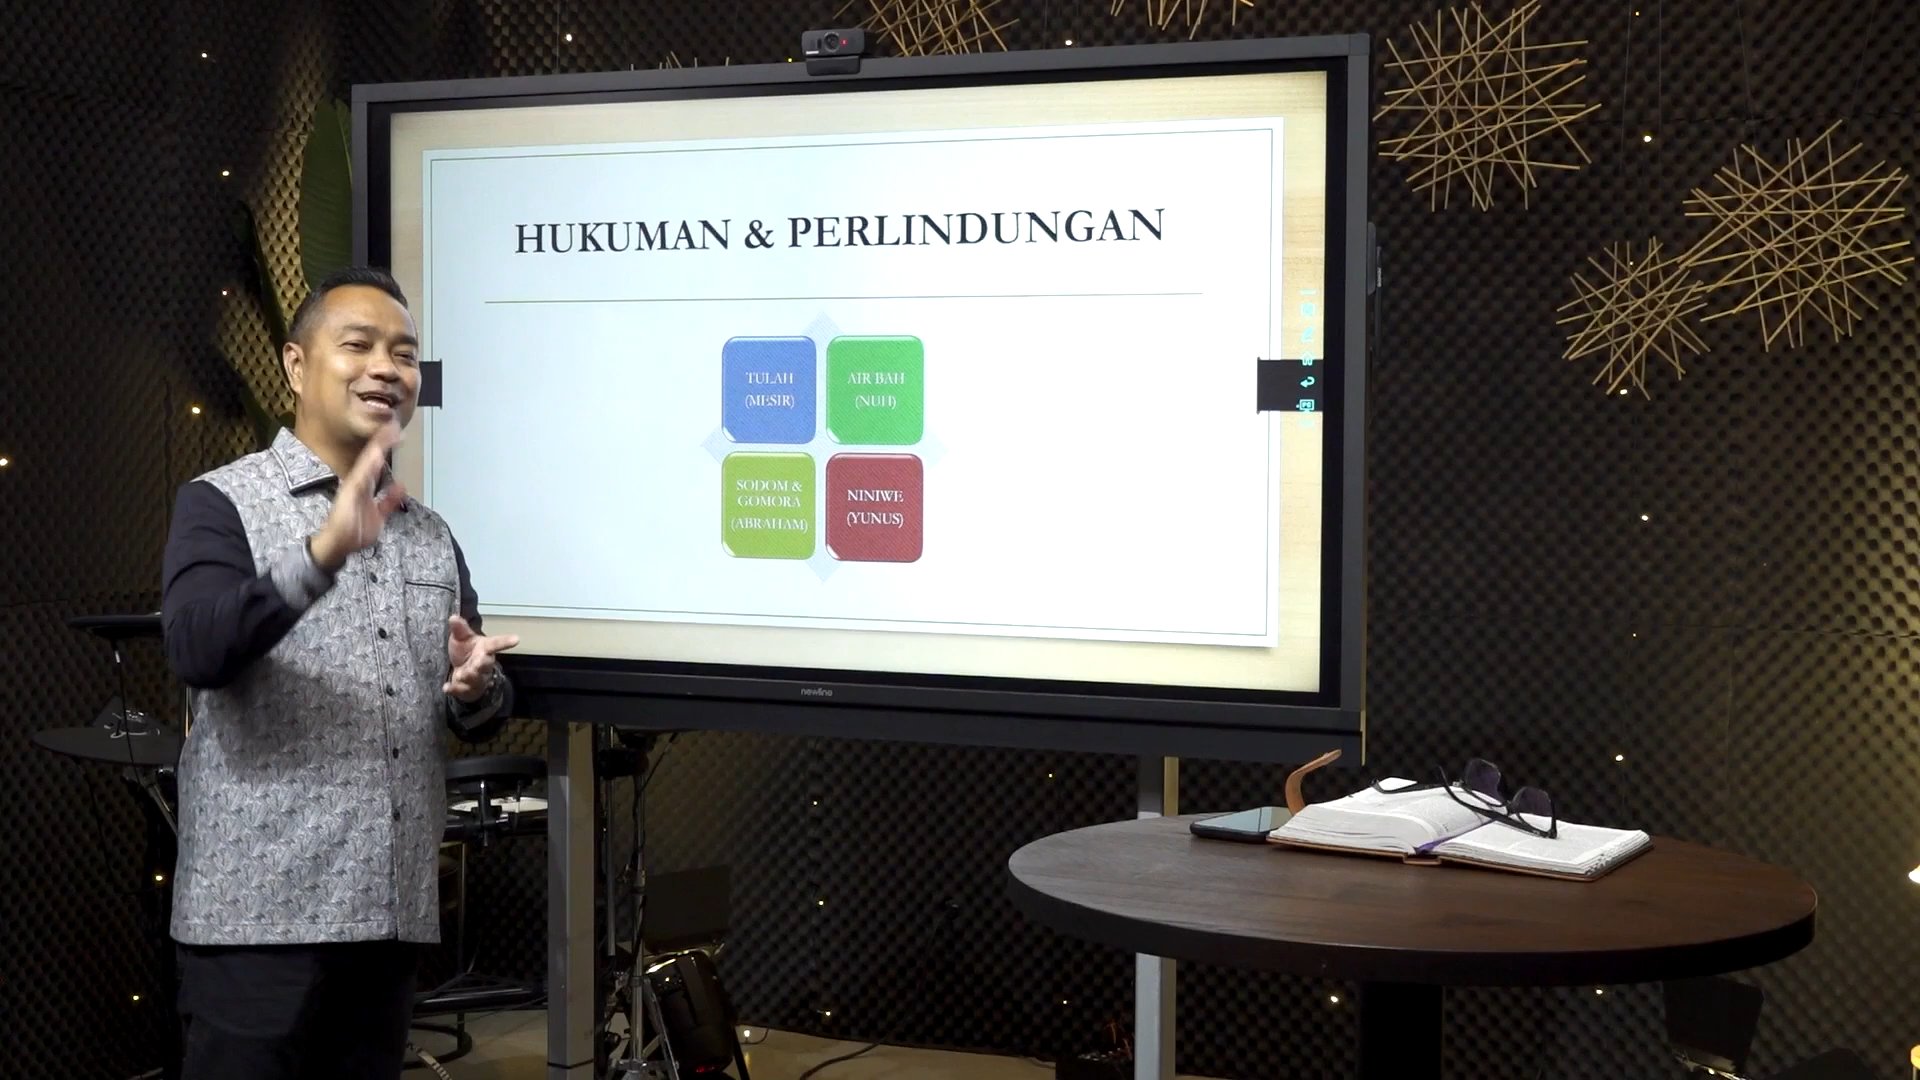 HUKUMAN & PERLINDUNGAN
TULAH
(MESIR)
AIR BAH
(NUH)
SODOM &
GOMORA
(ABRAHAM)
NINIWE
(YUNUS)
newline